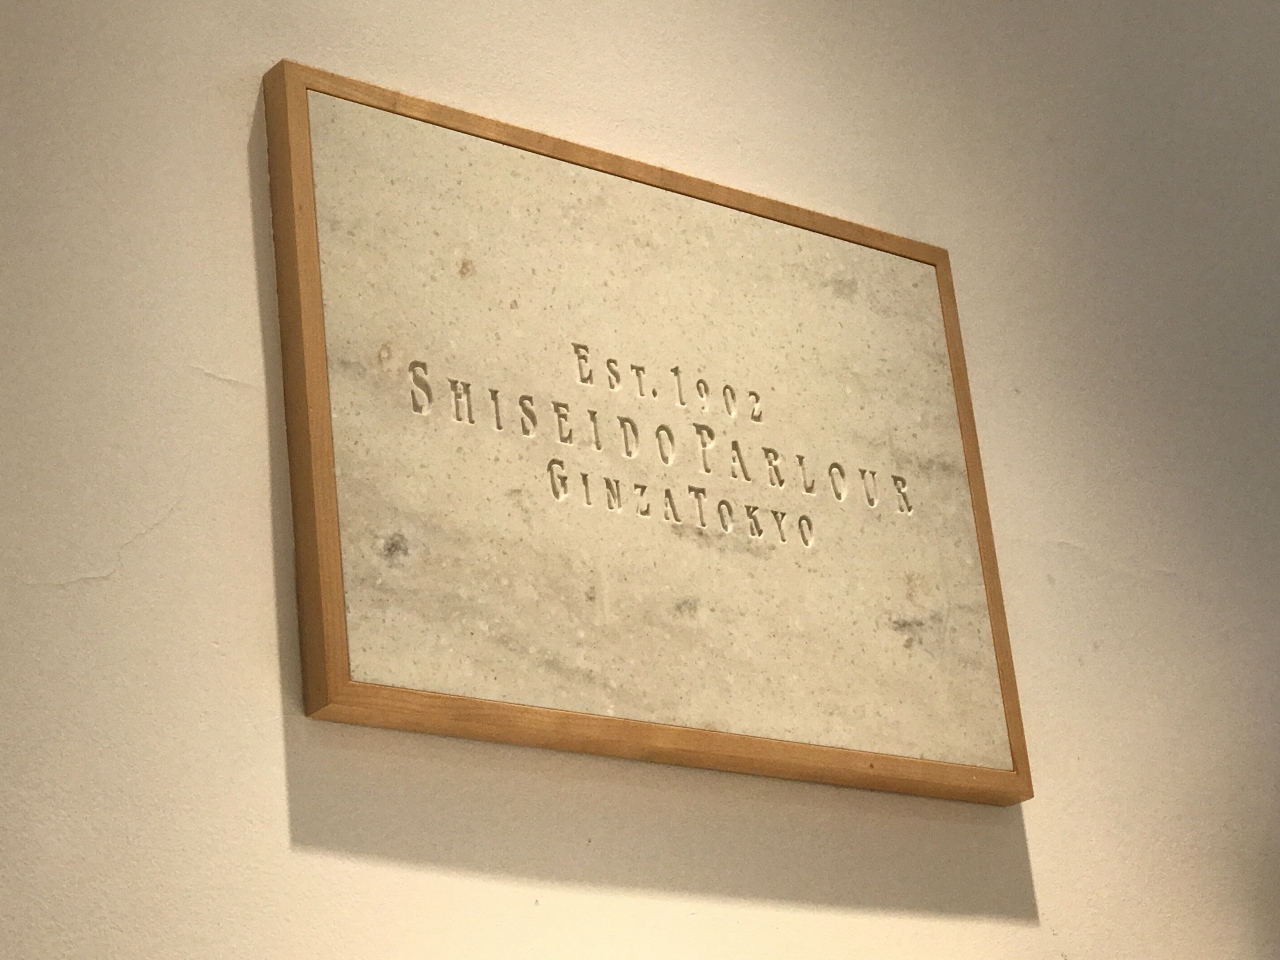 EST. 1902
SHISEIDO PARLOUR
GINZA TOKYO